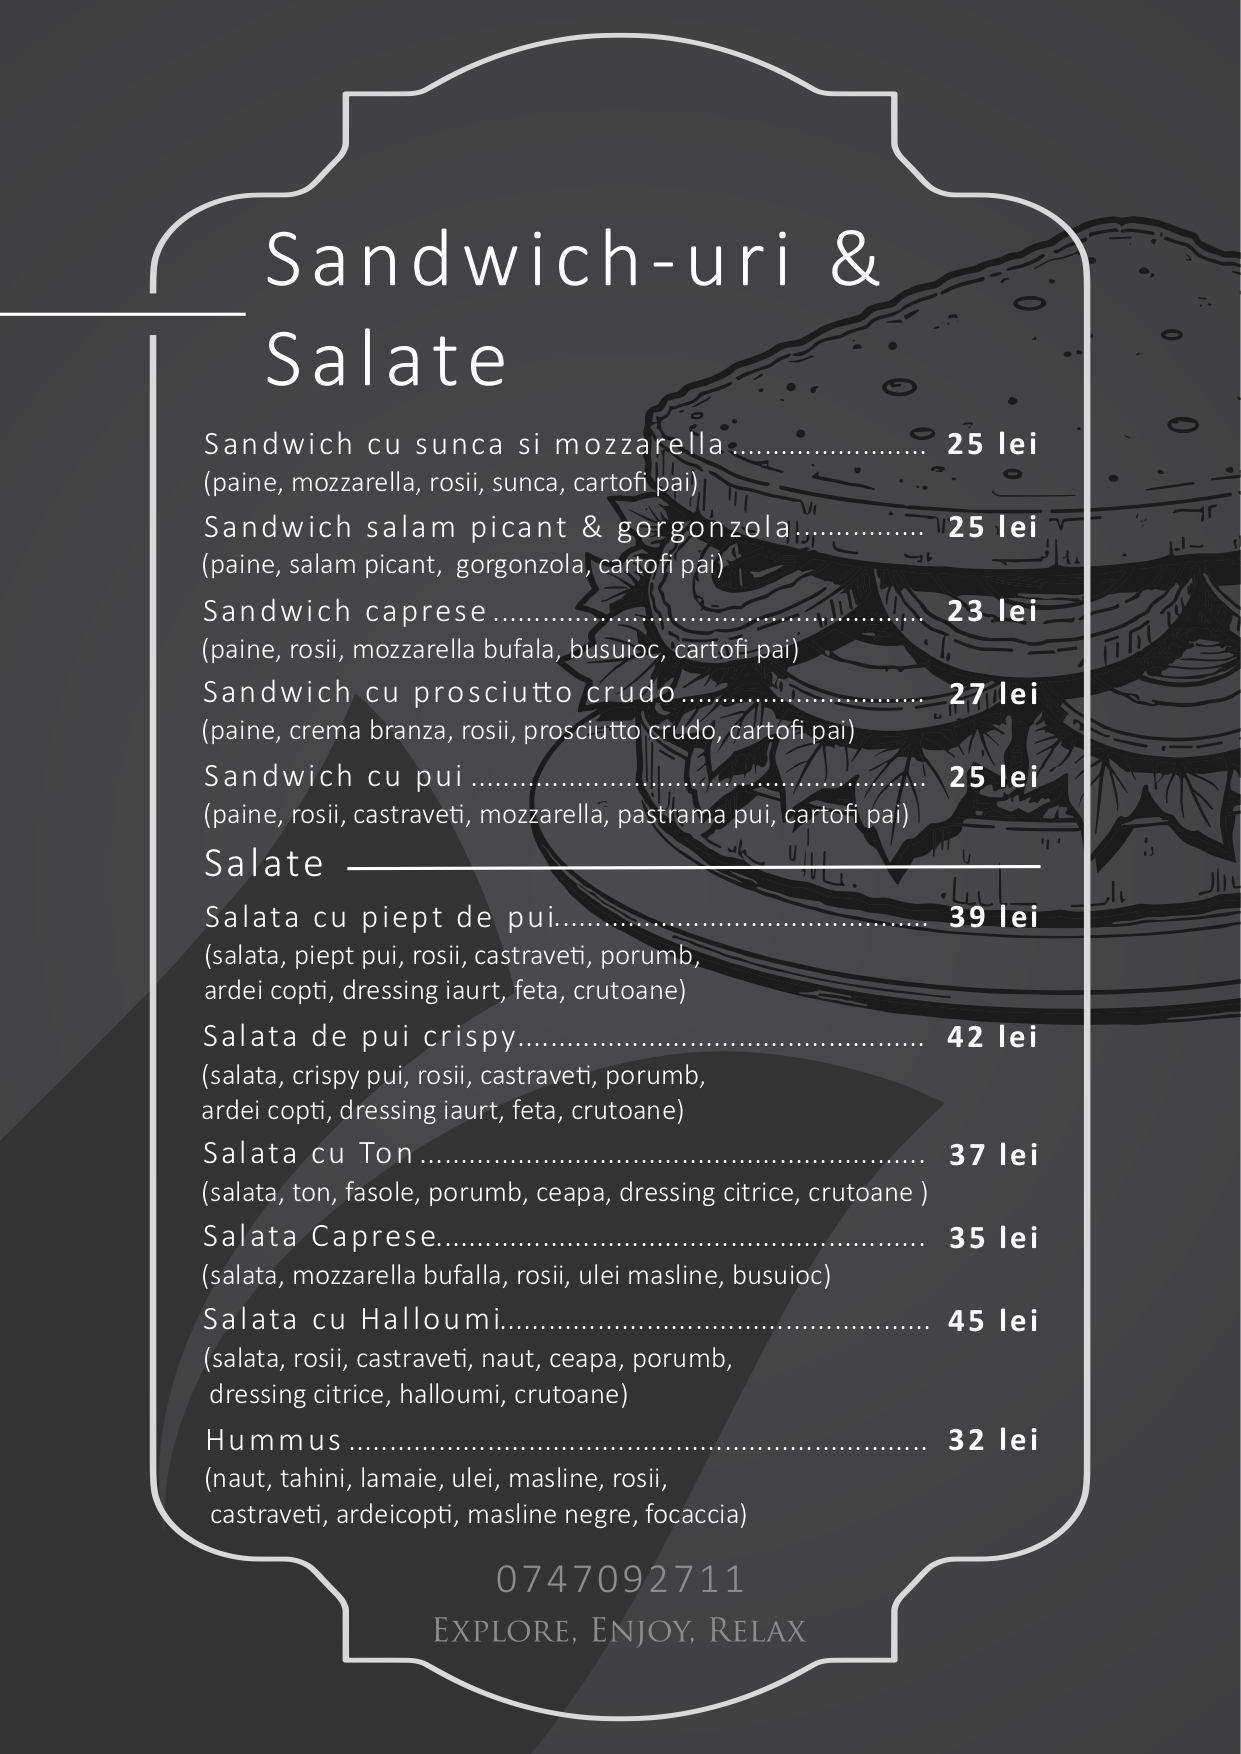 Sandwich-uri &
Salate
Sandwich cu sunca si mozzarella........................ 25 lei
(paine, mozzarella, rosii, sunca, cartofi pai)
Sandwich salam picant & gorgonzola................ 25 lei
(paine, salam picant, gorgonzola, cartofi pai)
Sandwich caprese..................................................... 23 lei
(paine, rosii, mozzarella bufala, busuioc, cartofi pai)
Sandwich cu prosciutto crudo.............................. 27 lei
(paine, crema branza, rosii, prosciutto crudo, cartofi pai)
Sandwich cu pui ........................................................ 25 lei
(paine, rosii, castraveti, mozzarella, pastrama pui, cartofi pai)
Salate
Salata cu piept de pui.............................................. 39 lei
(salata, piept pui, rosii, castraveti, porumb,
ardei copti, dressing iaurt, feta, crutoane)
Salata de pui crispy.................................................. 42 lei
(salata, crispy pui, rosii, castraveti, porumb,
ardei copti, dressing iaurt, feta, crutoane)
Salata cu Ton.............................................................. 37 lei
(salata, ton, fasole, porumb, ceapa, dressing citrice, crutoane )
Salata Caprese............................................................ 35 lei
(salata, mozzarella bufalla, rosii, ulei masline, busuioc)
Salata cu Halloumi..................................................... 45 lei
(salata, rosii, castraveti, naut, ceapa, porumb,
dressing citrice, halloumi, crutoane)
Hummus....................................................................... 32 lei
(naut, tahini, lamaie, ulei, masline, rosii,
castraveti, ardeicopti, masline negre, focaccia)
0747092711
Explore, Enjoy, Relax